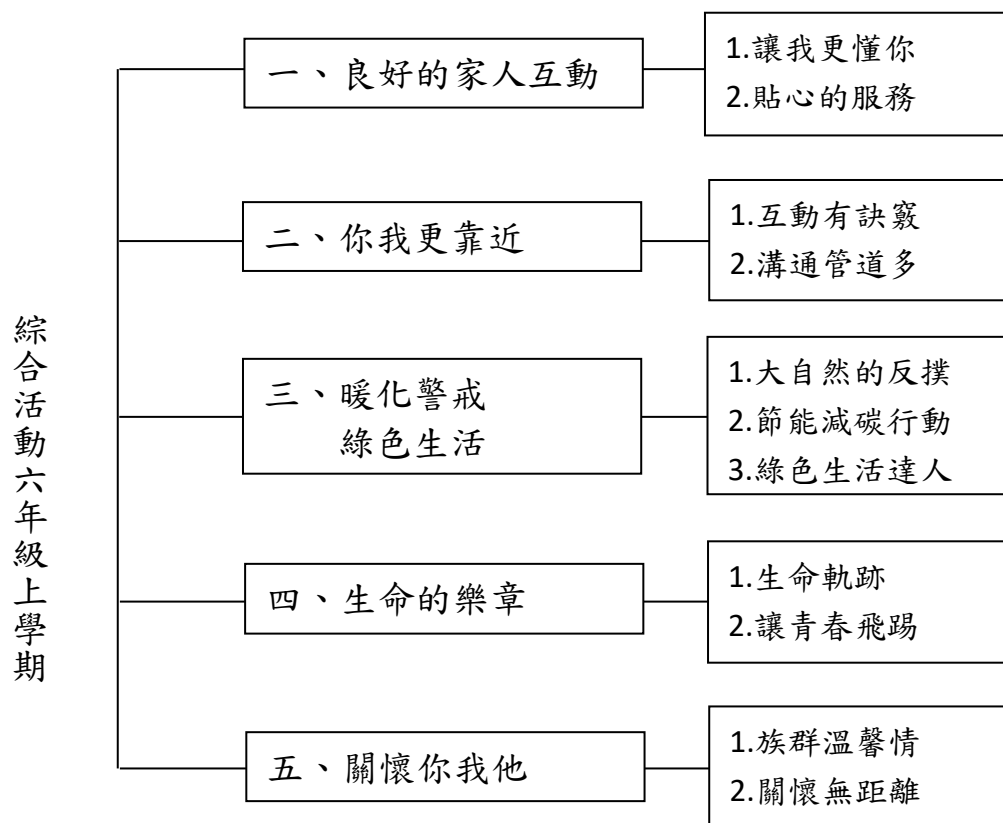 綜合活動六年級上學期
一、良好的家人互動
1.讓我更懂你
2.貼心的服務
二、你我更靠近
1.互動有訣竅
2.溝通管道多
三、暖化警戒
綠色生活
1.大自然的反撲
2.節能減碳行動
3.綠色生活達人
四、生命的樂章
1.生命軌跡
2.讓青春飛踢
五、關懷你我他
1.族群溫馨情
2.關懷無距離